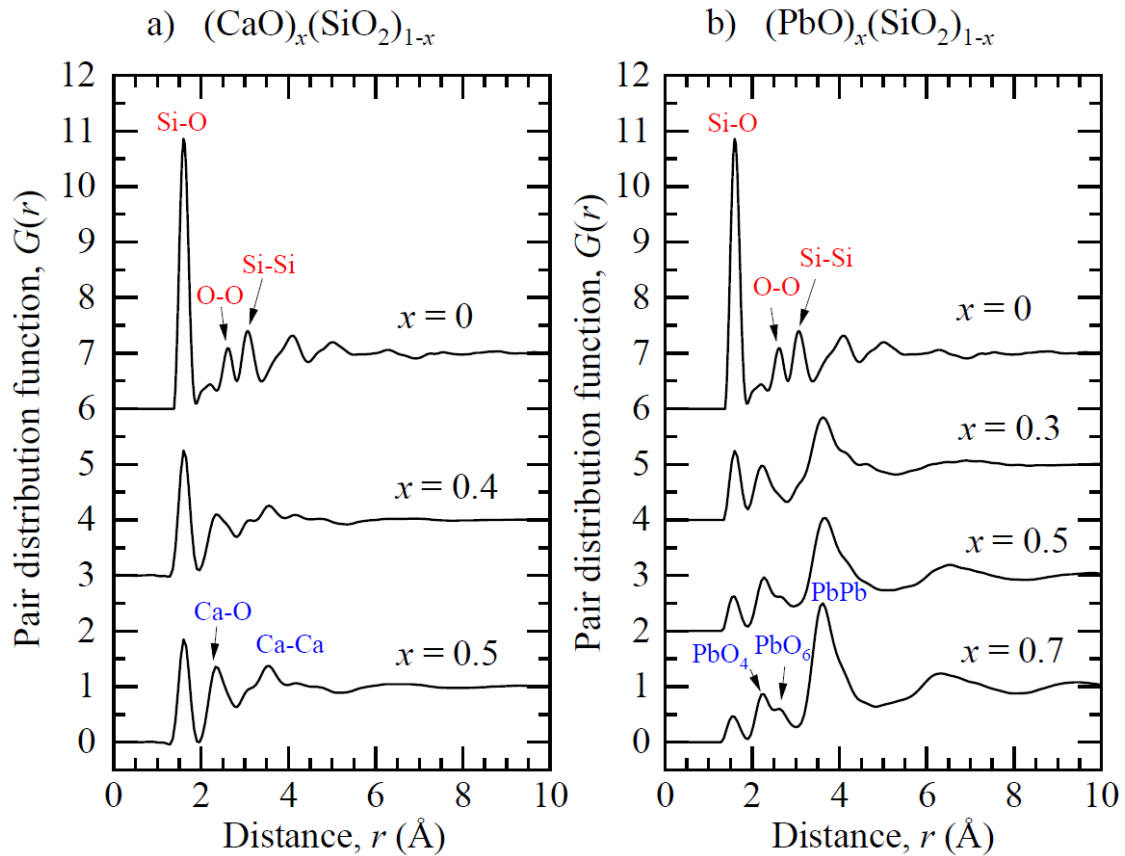 a) (CaO)ₓ(SiO₂)₁₋ₓ
12
11
10
9
8
7
6
5
4
3
2
1
0
Pair distribution function, G(r)
Si-O
Si-Si
O-O
x = 0
x = 0.4
Ca-O
Ca-Ca
x = 0.5
0 2 4 6 8 10
Distance, r (Å)
b) (PbO)ₓ(SiO₂)₁₋ₓ
12
11
10
9
8
7
6
5
4
3
2
1
0
Pair distribution function, G(r)
Si-O
Si-Si
O-O
x = 0
x = 0.3
x = 0.5
PbPb
PbO₄
PbO₆
x = 0.7
0 2 4 6 8 10
Distance, r (Å)